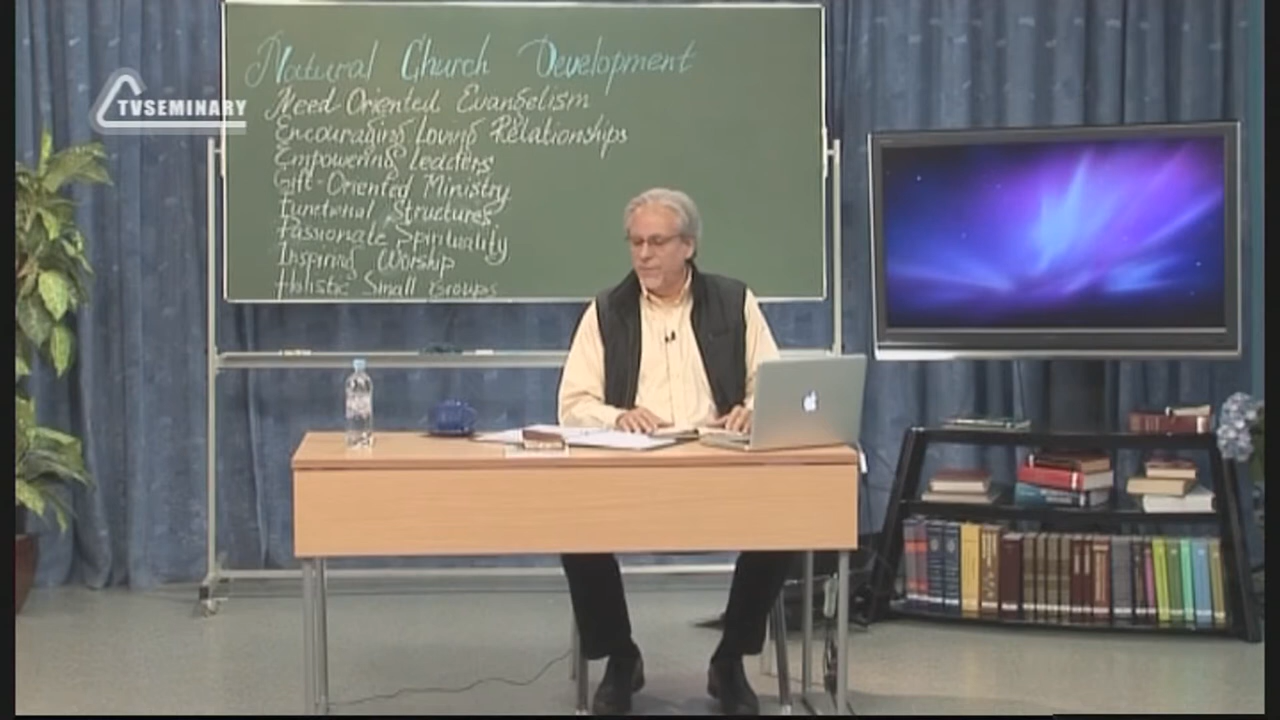 Natural Church Development
TVSEMINARY
Need-Oriented Evangelism
Encouraging Loving Relationships
Empowering Leaders
Gift-Oriented Ministry
Functional Structures
Passionate Spirituality
Inspiring Worship
Holistic Small Groups